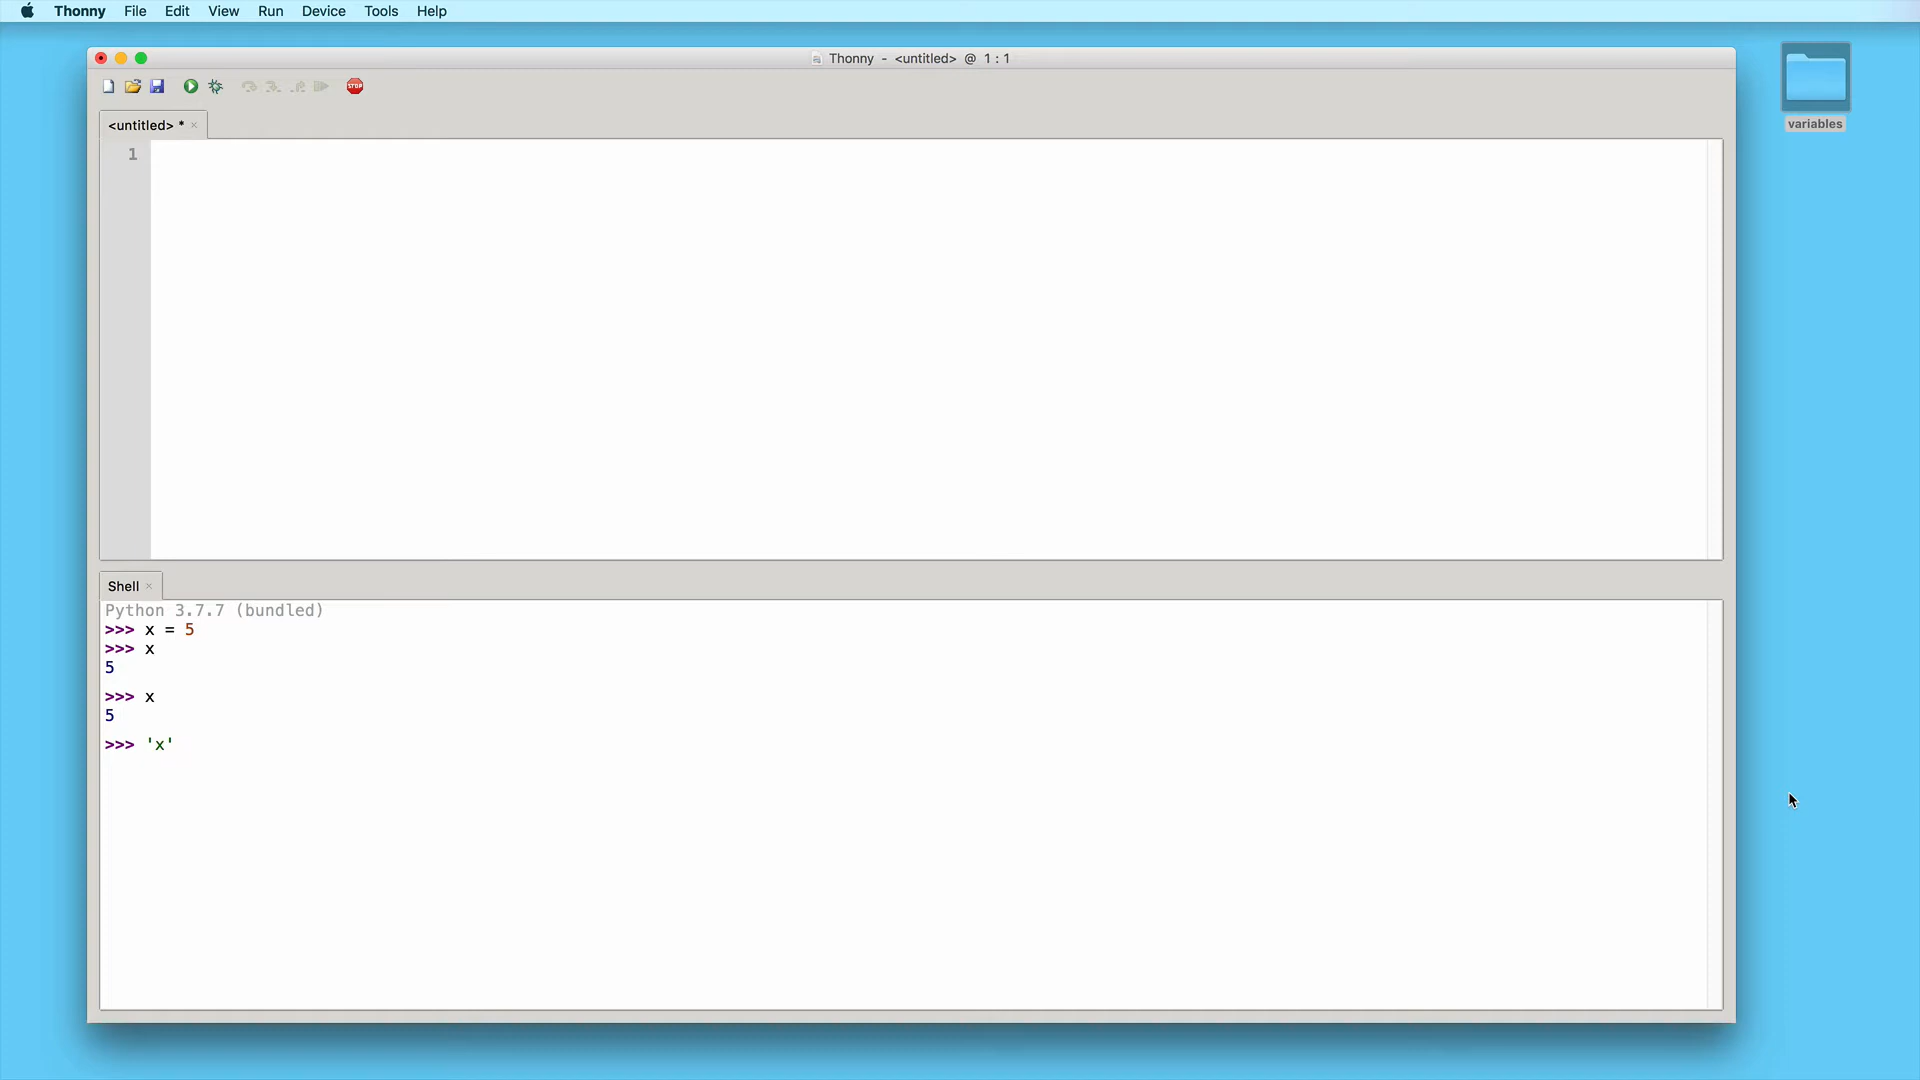 Thonny File Edit View Run Device Tools Help
Thonny - <untitled> @ 1 : 1
variables
STOP
<untitled> *
1
Shell
Python 3.7.7 (bundled)
>>> x = 5
>>> x
5
>>> x
5
>>> 'x'